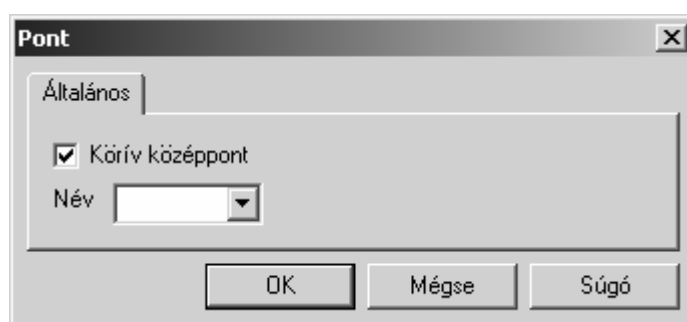 Pont
Általános
Körív középpont
Név
OK Mégse Súgó